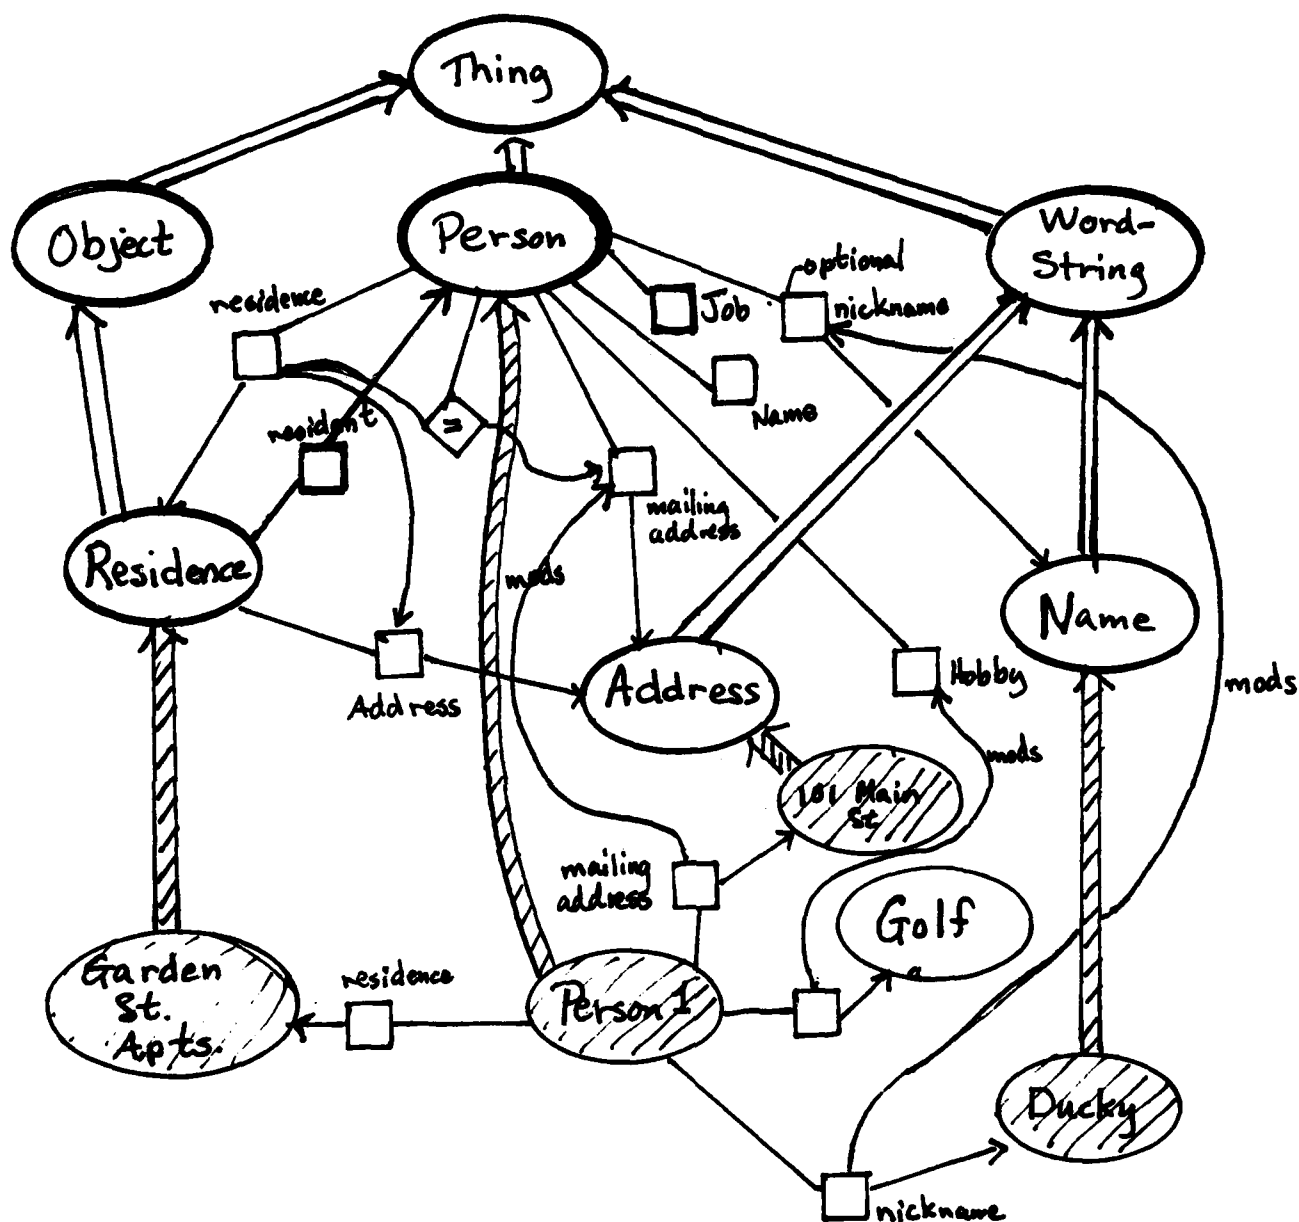 Thing
Object
Person
Word-
String
residence
optional
nickname
Job
Name
resident
=
mailing
address
Residence
mods
Name
Address
Hobby
Address
mods
mods
101 Main
St
mailing
address
Golf
Garden
St.
Apts.
residence
Person 1
Ducky
nickname